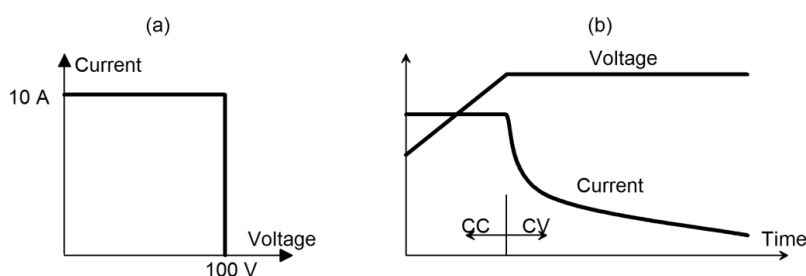 (a)
(b)
Current
Voltage
10 A
Current
CC
CV
Voltage
Time
100 V